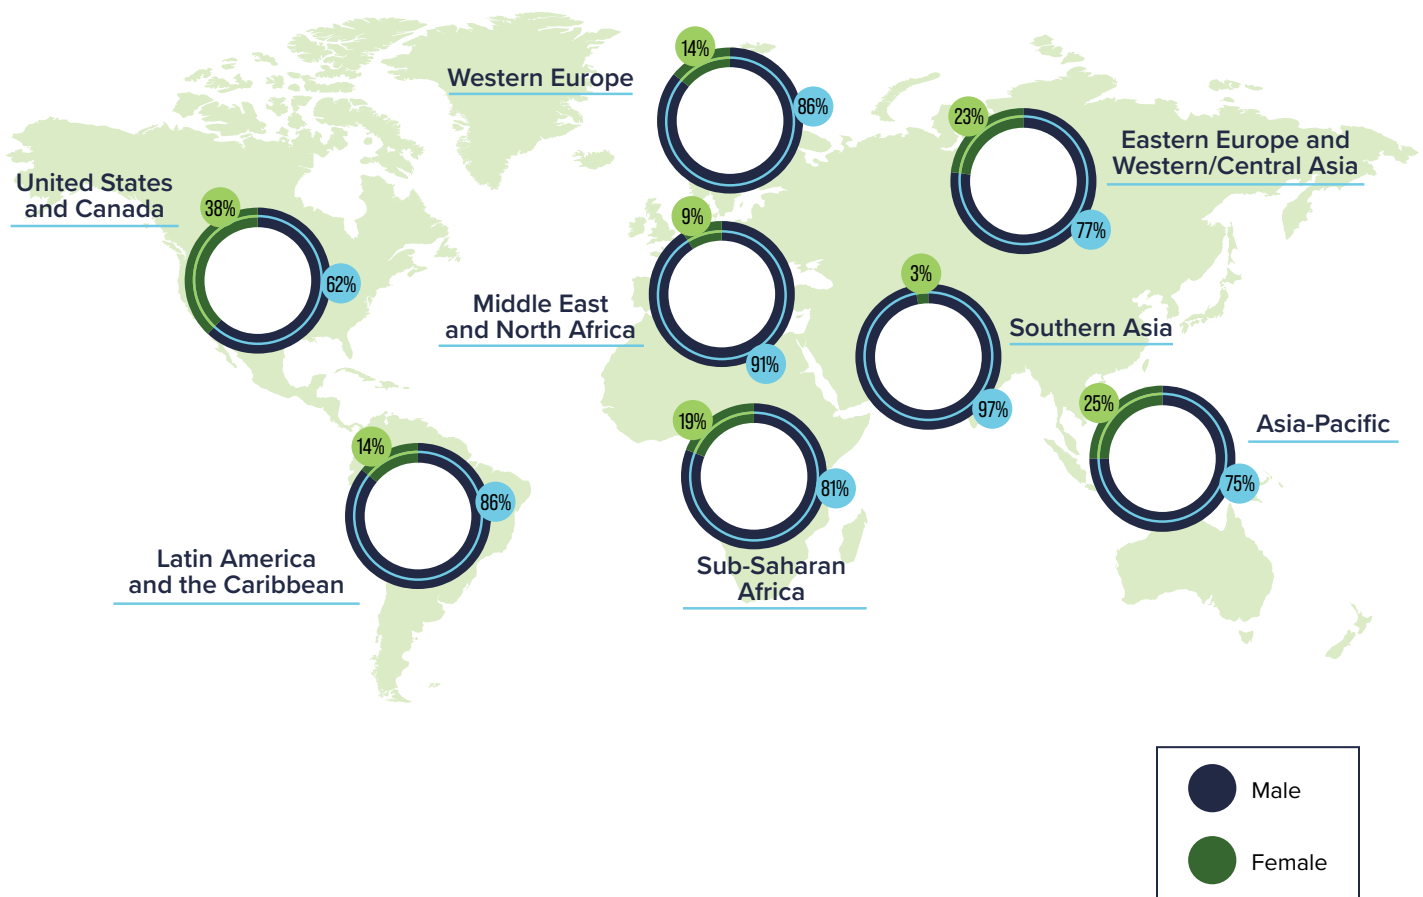 14%
Western Europe
86%
23%
Eastern Europe and
Western/Central Asia
77%
United States
and Canada
38%
62%
9%
Middle East
and North Africa
91%
3%
Southern Asia
97%
25%
Asia-Pacific
75%
19%
81%
Sub-Saharan
Africa
14%
86%
Latin America
and the Caribbean
Male
Female